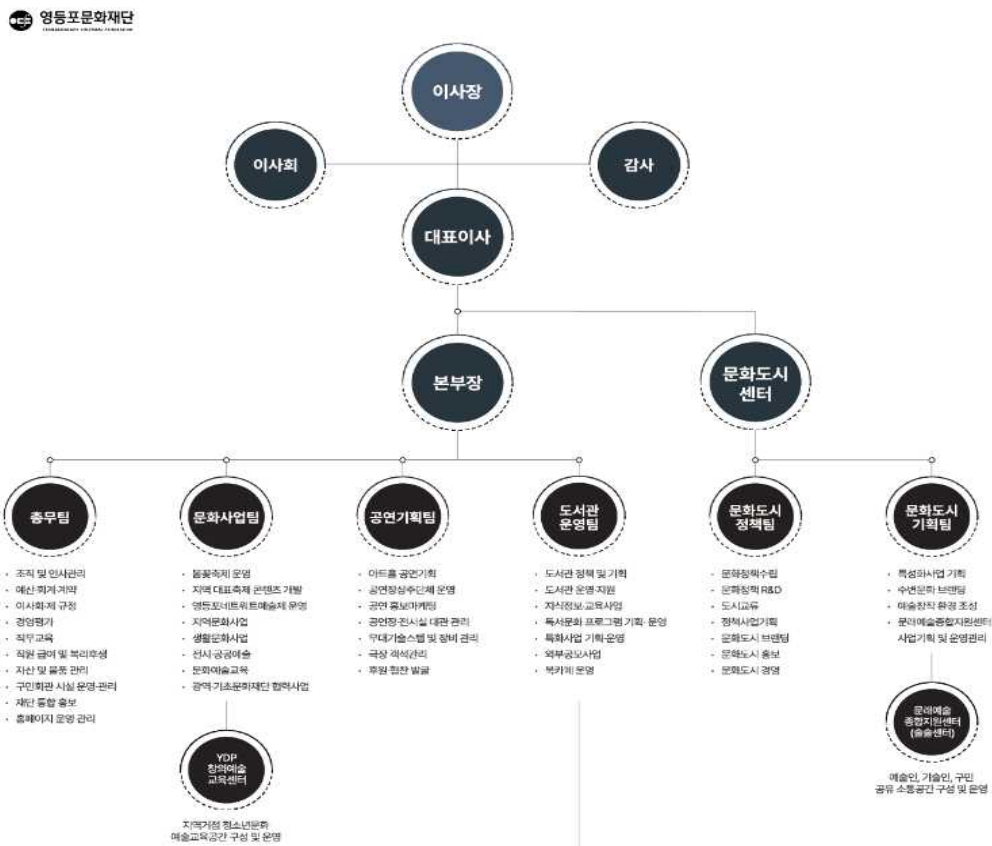 영등포문화재단
이사장
이사회
감사
대표이사
본부장
문화도시
센터
총무팀
문화사업팀
공연기획팀
도서관
운영팀
문화도시
정책팀
문화도시
기획팀
· 조직 및 인사관리
· 예산·회계·계약
· 이사회·제 규정
· 경영평가
· 직무교육
· 직원 급여 및 복리후생
· 자산 및 물품 관리
· 구민회관 시설 운영·관리
· 재단 통합 홍보
· 홈페이지 운영 관리
· 봄꽃축제 운영
· 지역 대표축제 콘텐츠 개발
· 영등포네트워트예술제 운영
· 지역문화사업
· 생활문화사업
· 전시·공공예술
· 문화예술교육
· 광역·기초문화재단 협력사업
YDP
창의예술
교육센터
지역거점 청소년문화
예술교육공간 구성 및 운영
· 아트홀 공연기획
· 공연장상주단체 운영
· 공연 홍보마케팅
· 공연장·전시실 대관 관리
· 무대기술스텝 및 장비 관리
· 극장 객석관리
· 후원·협찬 발굴
· 도서관 정책 및 기획
· 도서관 운영·지원
· 지식정보·교육사업
· 독서문화 프로그램 기획· 운영
· 특화사업 기획·운영
· 외부공모사업
· 북카페 운영
· 문화정책수립
· 문화정책 R&D
· 도시교류
· 정책사업기획
· 문화도시 브랜딩
· 문화도시 홍보
· 문화도시 경영
· 특성화사업 기획
· 수변문화 브랜딩
· 예술창작 환경 조성
· 문래예술종합지원센터
사업기획 및 운영관리
문래예술
종합지원센터
(술술센터)
예술인, 기술인, 구민
공유 소통공간 구성 및 운영